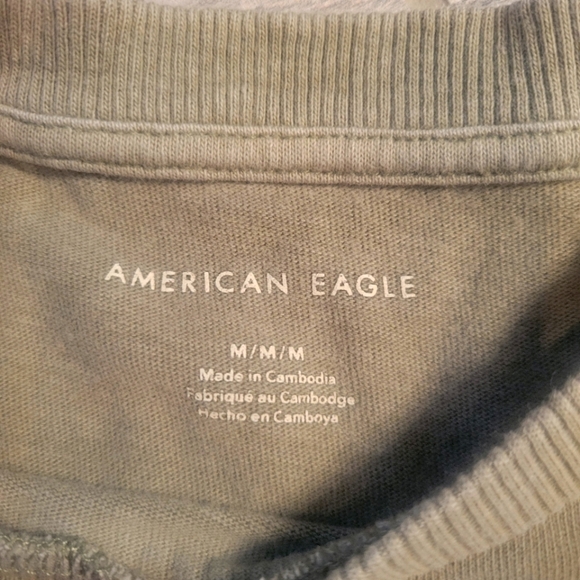 AMERICAN EAGLE
M/M/M
Made in Cambodia
Fabriqué au Cambodge
Hecho en Camboya